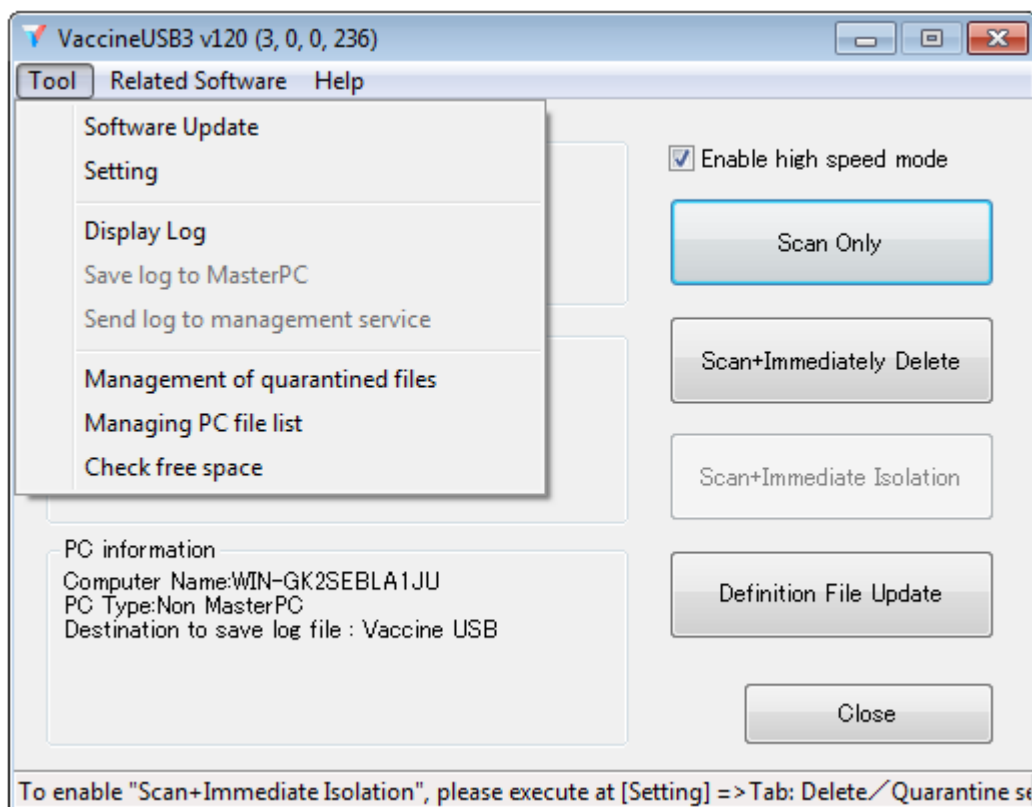 VaccineUSB3 v120 (3, 0, 0, 236)
Tool Related Software Help
Software Update
Setting
Display Log
Save log to MasterPC
Send log to management service
Management of quarantined files
Managing PC file list
Check free space
Enable high speed mode
Scan Only
Scan+Immediately Delete
Scan+Immediate Isolation
Definition File Update
Close
PC information
Computer Name:WIN-GK2SEBLA1JU
PC Type:Non MasterPC
Destination to save log file : Vaccine USB
To enable "Scan+Immediate Isolation", please execute at [Setting] =>Tab: Delete／Quarantine se